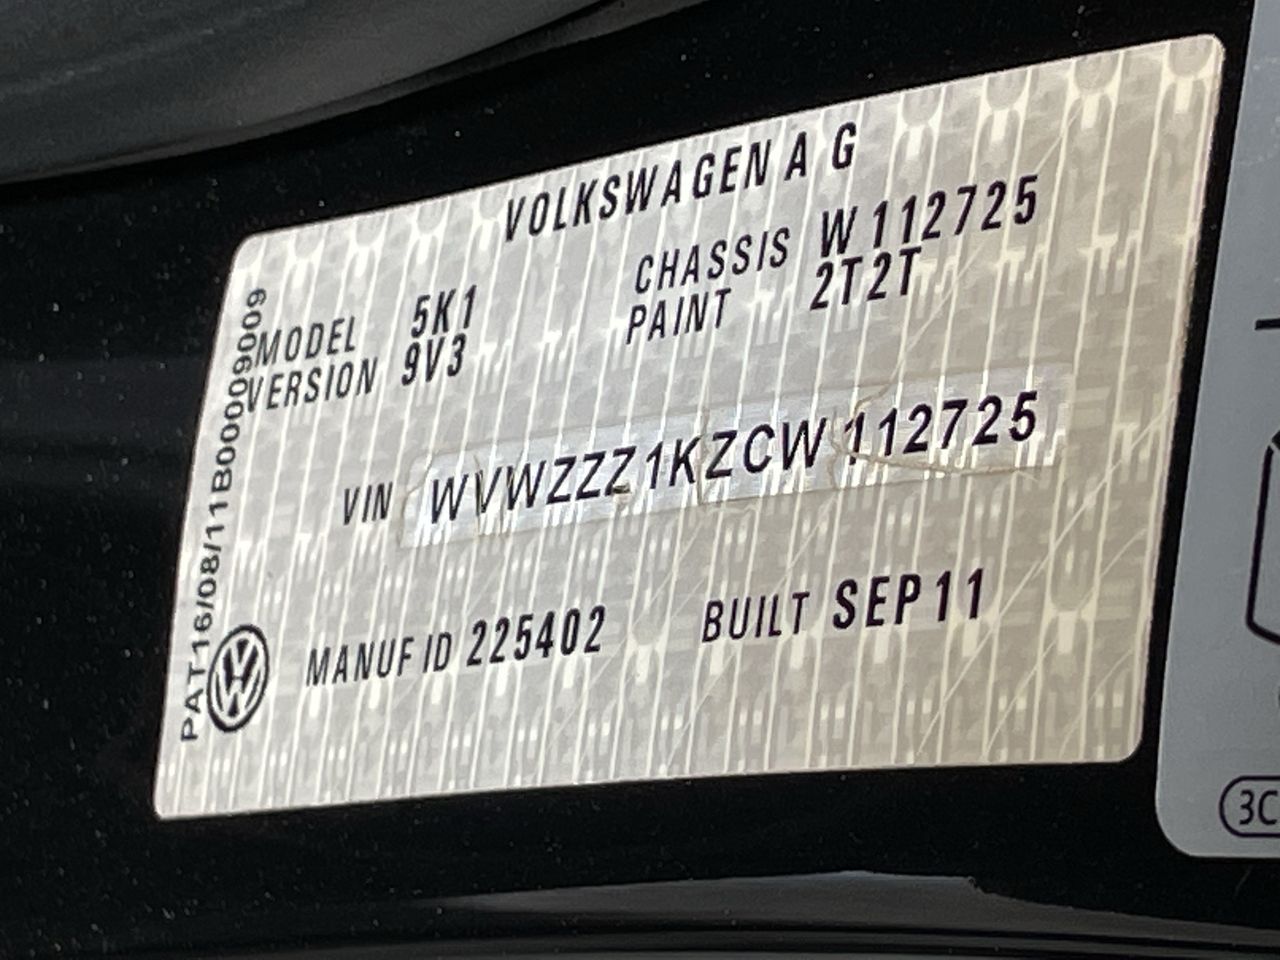 VOLKSWAGEN A G
MODEL 5K1 CHASSIS W 112725
VERSION 9V3 PAINT 2T2T
VIN WVWZZZ1KZCW112725
MANUF ID 225402 BUILT SEP 11
PAT16/08/11B00009009
3C